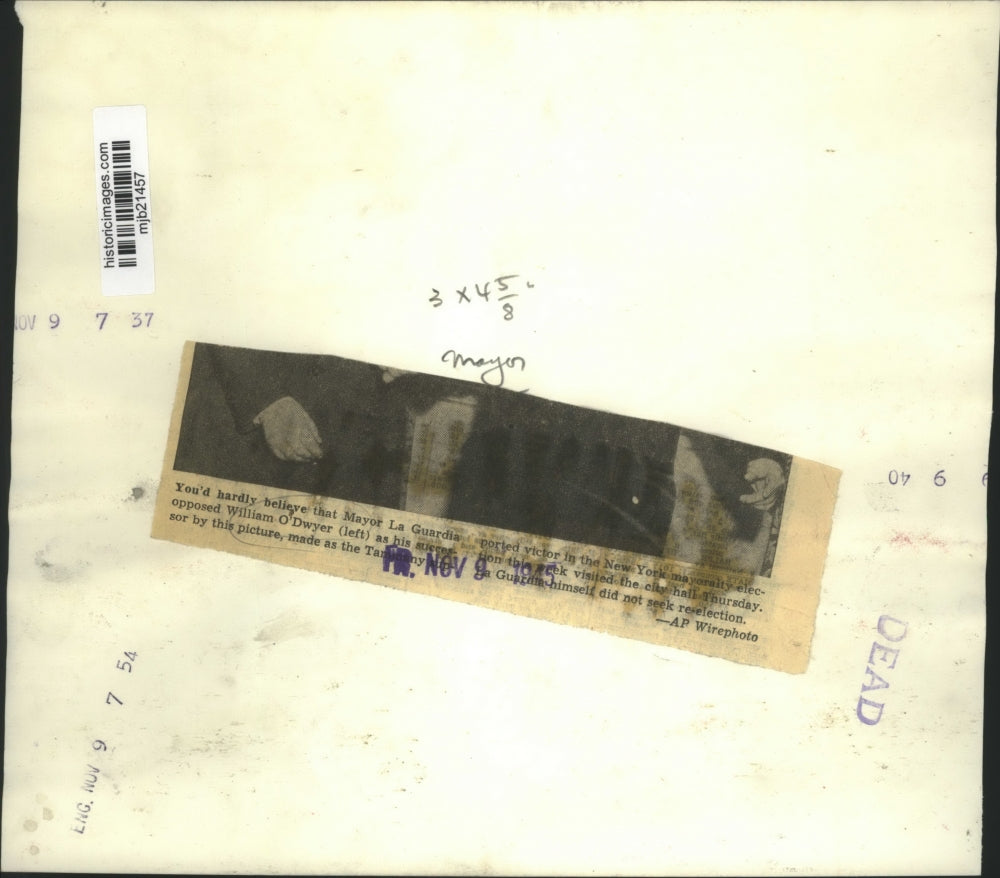 historicimages.com
mjb21457
3 x 4 5/8"
NOV 9 7 37
Mayor
You'd hardly believe that Mayor La Guardia
opposed William O'Dwyer (left) as his succes-
sor by this picture, made as the Tammany
ported victor in the New York mayoralty elec-
tion this week visited the city hall Thursday.
La Guardia himself did not seek re-election.
—AP Wirephoto
FRI. NOV 9 1945
9 6 40
DEAD
ENG. NOV 9 7 54